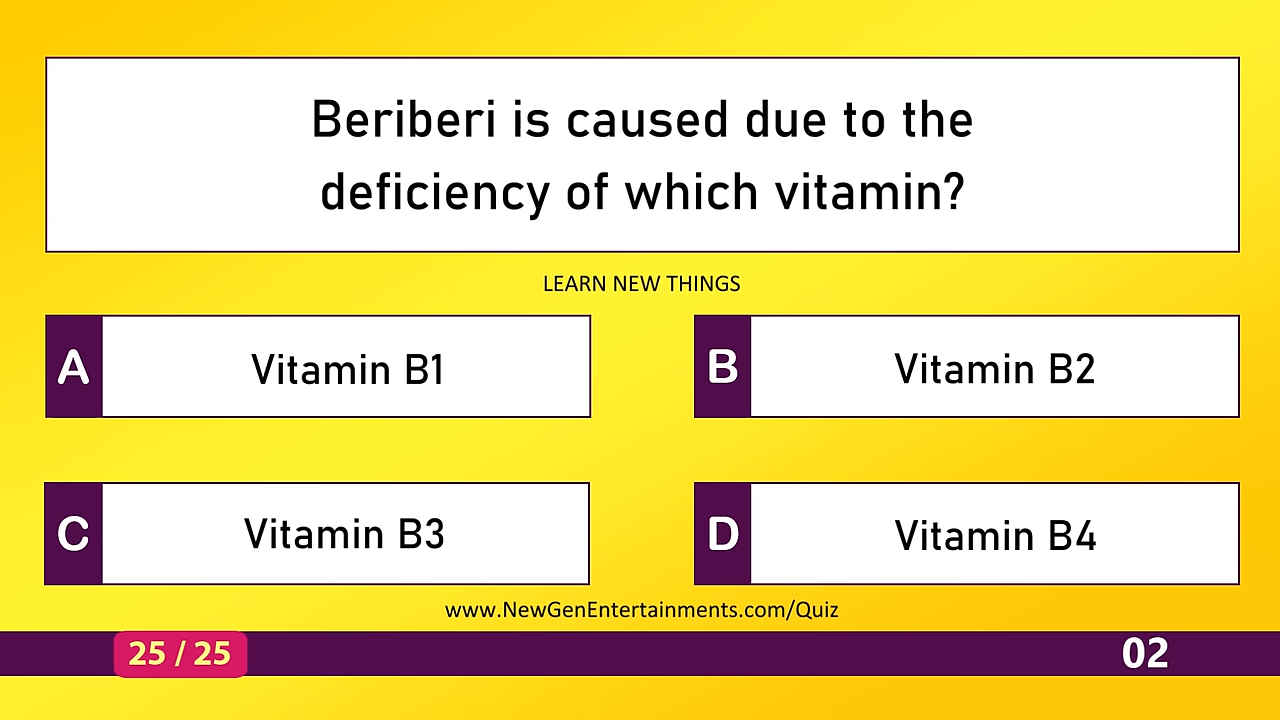 Beriberi is caused due to the
deficiency of which vitamin?
LEARN NEW THINGS
A Vitamin B1
B Vitamin B2
C Vitamin B3
D Vitamin B4
www.NewGenEntertainments.com/Quiz
25 / 25
02